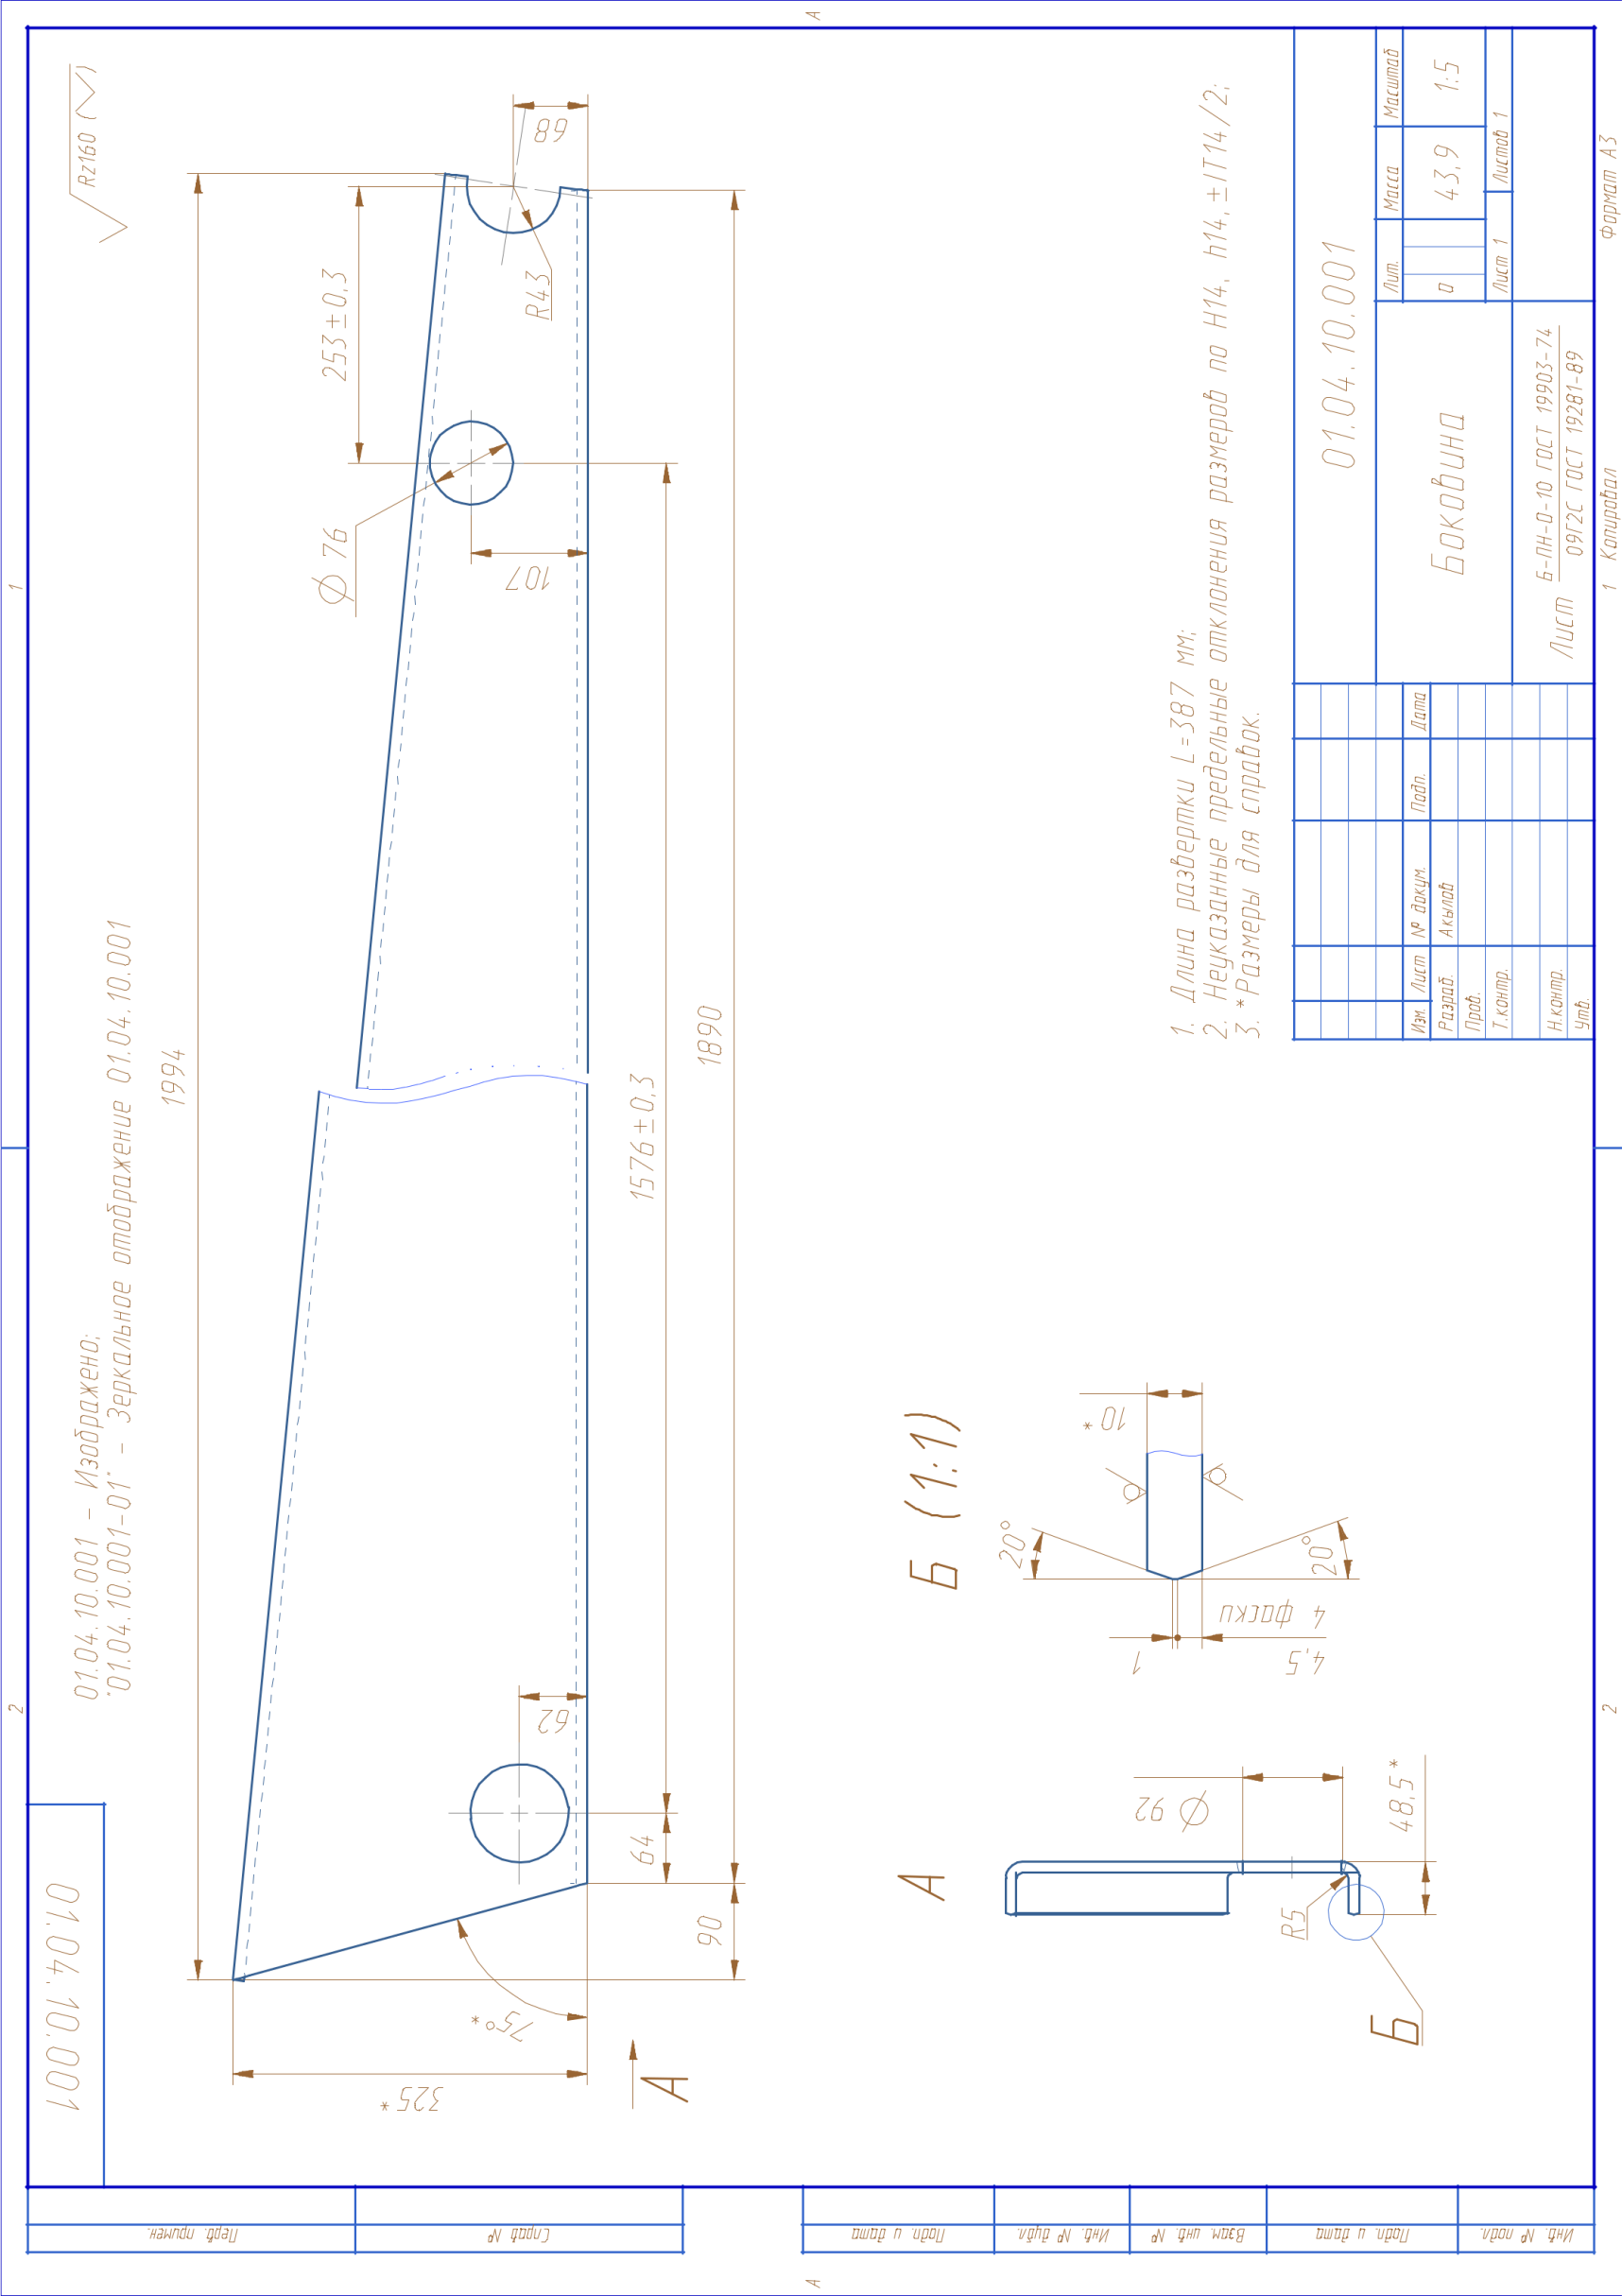 01.04.10.001
Rz160 (√)
01.04.10.001 - Изображено;
"01.04.10.001-01" - Зеркальное отображение 01.04.10.001
1994
253±0,3
68
R43
⌀ 76
107
1576±0,3
1890
62
64
90
75°*
325*
А
А
⌀ 92
48,5*
R5
Б
Б (1:1)
10*
20°
20°
4 фаски
1
4,5
1. Длина развертки L=387 мм;
2. Неуказанные предельные отклонения размеров по H14, h14, ±IT14/2;
3. *Размеры для справок.
01.04.10.001
Боковина
Лит. Масса Масштаб
а 43,9 1:5
Лист 1 Листов 1
Изм. Лист № докум. Подп. Дата
Разраб. Акылов
Пров.
Т.контр.
Н.контр.
Утв.
Лист Б-ПН-О-10 ГОСТ 19903-74
09Г2С ГОСТ 19281-89
Копировал
Формат А3
Перв. примен.
Справ №
Подп. и дата
Инв. № дубл.
Взам. инв. №
Подп. и дата
Инв. № подл.
2
1
2
1
А
А